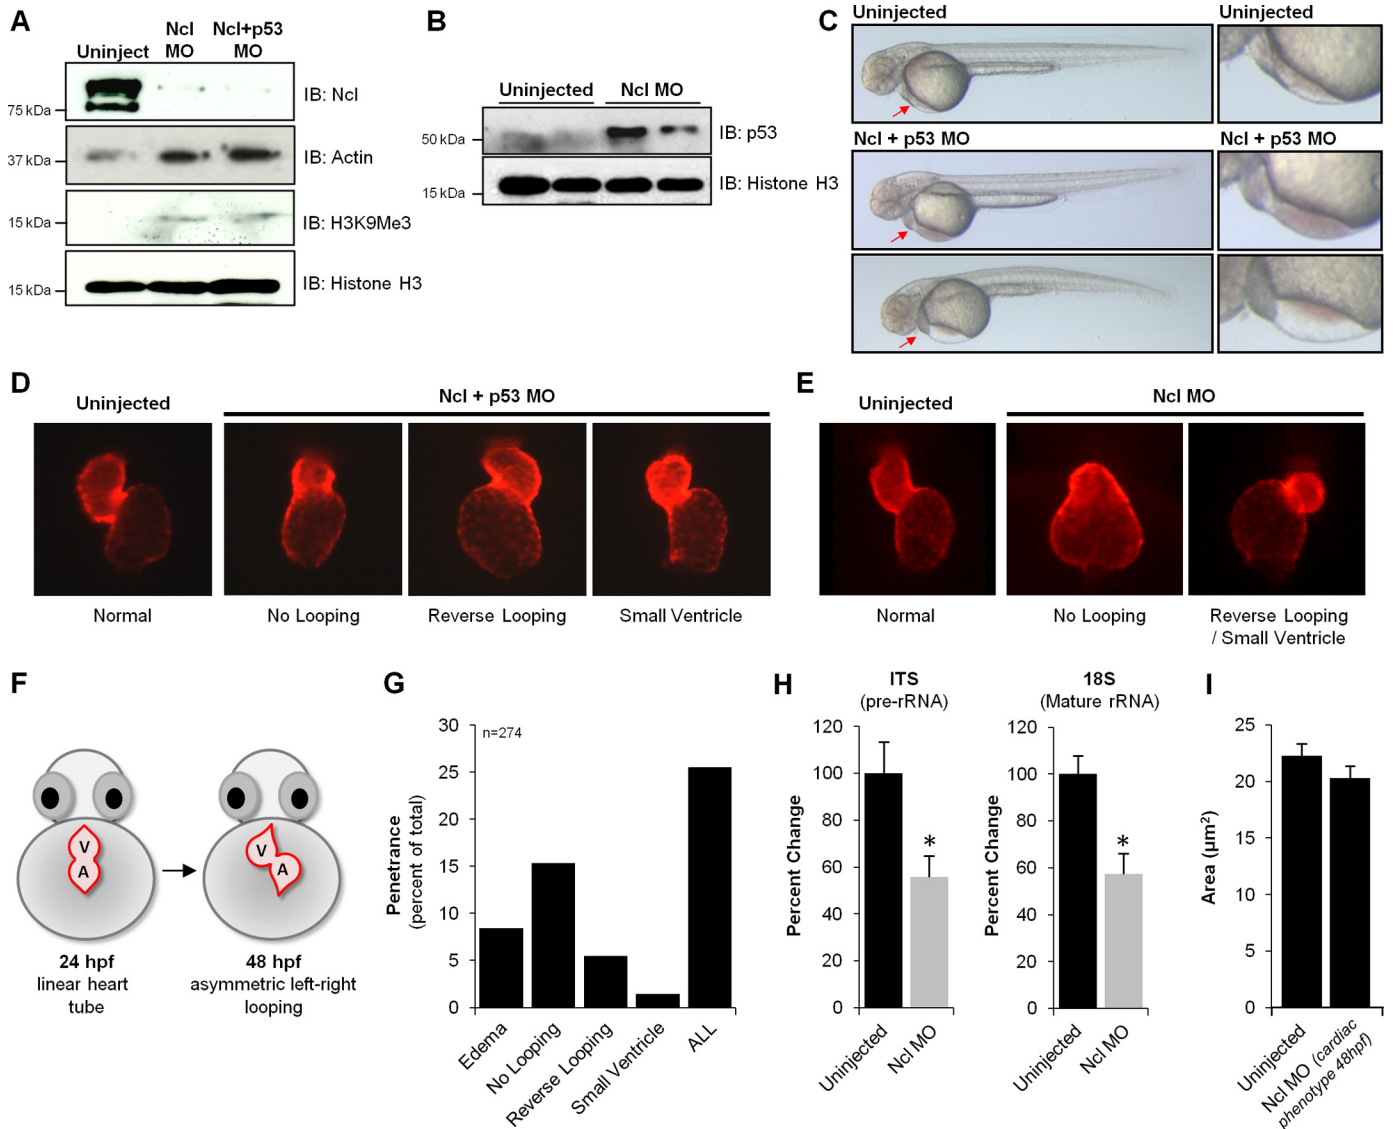 A
Uninject
Ncl
MO
Ncl+p53
MO
75 kDa
IB: Ncl
37 kDa
IB: Actin
15 kDa
IB: H3K9Me3
15 kDa
IB: Histone H3
B
Uninjected
Ncl MO
50 kDa
IB: p53
15 kDa
IB: Histone H3
C
Uninjected
Uninjected
Ncl + p53 MO
Ncl + p53 MO
D
Uninjected
Ncl + p53 MO
Normal
No Looping
Reverse Looping
Small Ventricle
E
Uninjected
Ncl MO
Normal
No Looping
Reverse Looping
/ Small Ventricle
F
V
A
V
A
24 hpf
linear heart
tube
48 hpf
asymmetric left-right
looping
G
Penetrance
(percent of total)
30
25
20
15
10
5
0
n=274
Edema
No Looping
Reverse Looping
Small Ventricle
ALL
H
ITS
(pre-rRNA)
Percent Change
120
100
80
60
40
20
0
*
Uninjected
Ncl MO
18S
(Mature rRNA)
Percent Change
120
100
80
60
40
20
0
*
Uninjected
Ncl MO
I
Area (µm²)
25
20
15
10
5
0
Uninjected
Ncl MO (cardiac
phenotype 48hpf)